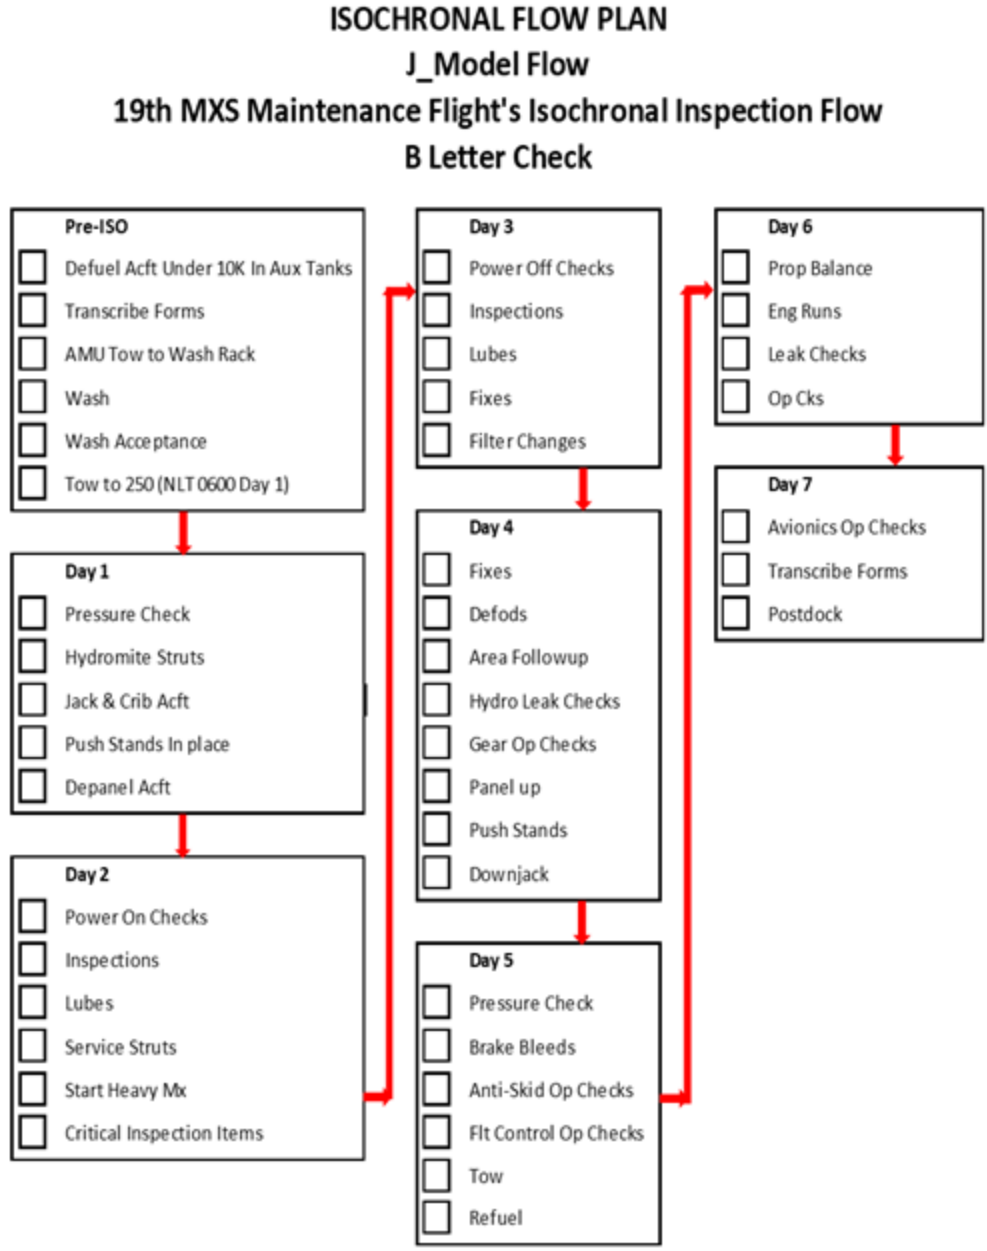 ISOCHRONAL FLOW PLAN
J_Model Flow
19th MXS Maintenance Flight's Isochronal Inspection Flow
B Letter Check
Pre-ISO
Defuel Acft Under 10K In Aux Tanks
Transcribe Forms
AMU Tow to Wash Rack
Wash
Wash Acceptance
Tow to 250 (NLT 0600 Day 1)
Day 1
Pressure Check
Hydromite Struts
Jack & Crib Acft
Push Stands In place
Depanel Acft
Day 2
Power On Checks
Inspections
Lubes
Service Struts
Start Heavy Mx
Critical Inspection Items
Day 3
Power Off Checks
Inspections
Lubes
Fixes
Filter Changes
Day 4
Fixes
Defods
Area Followup
Hydro Leak Checks
Gear Op Checks
Panel up
Push Stands
Downjack
Day 5
Pressure Check
Brake Bleeds
Anti-Skid Op Checks
Flt Control Op Checks
Tow
Refuel
Day 6
Prop Balance
Eng Runs
Leak Checks
Op Cks
Day 7
Avionics Op Checks
Transcribe Forms
Postdock